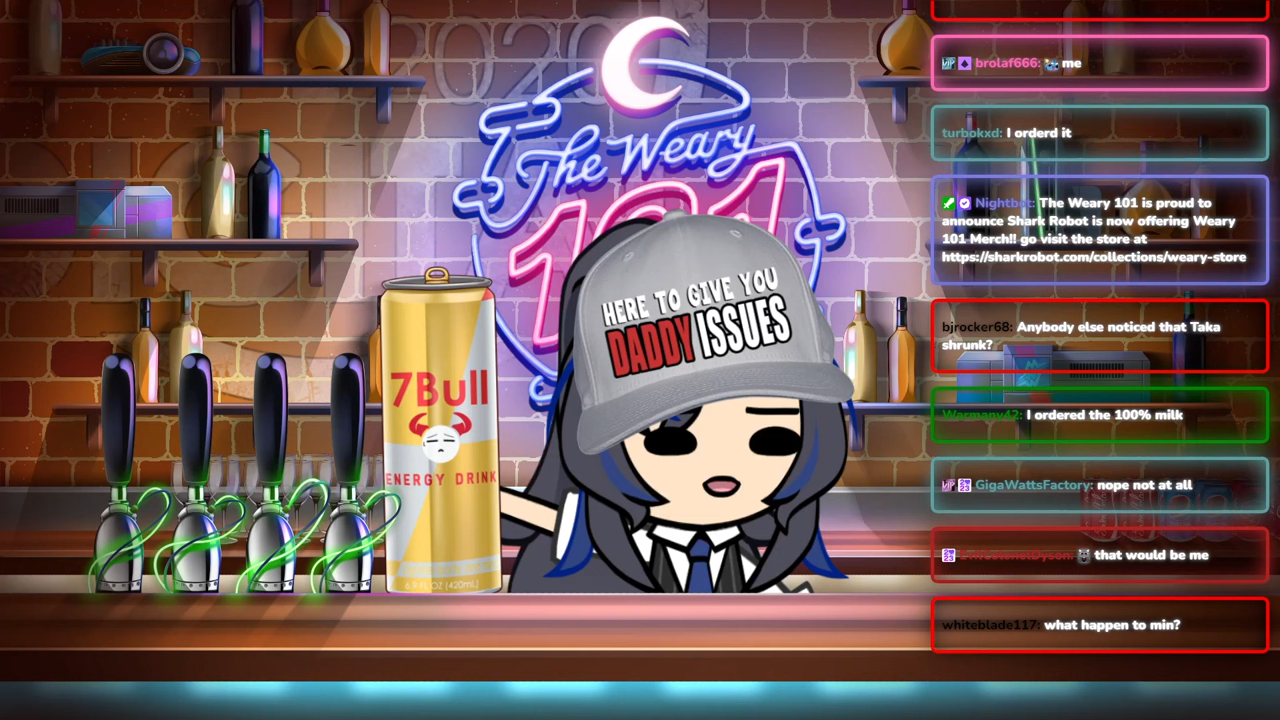 2020
The Weary
101
HERE TO GIVE YOU
DADDY ISSUES
7Bull
ENERGY DRINK
brolaf666: me
turbokxd: I orderd it
Nightbot: The Weary 101 is proud to
announce Shark Robot is now offering Weary
101 Merch!! go visit the store at
https://sharkrobot.com/collections/weary-store
bjrocker68: Anybody else noticed that Taka
shrunk?
Warmany42: I ordered the 100% milk
GigaWattsFactory: nope not at all
that would be me
whiteblade117: what happen to min?